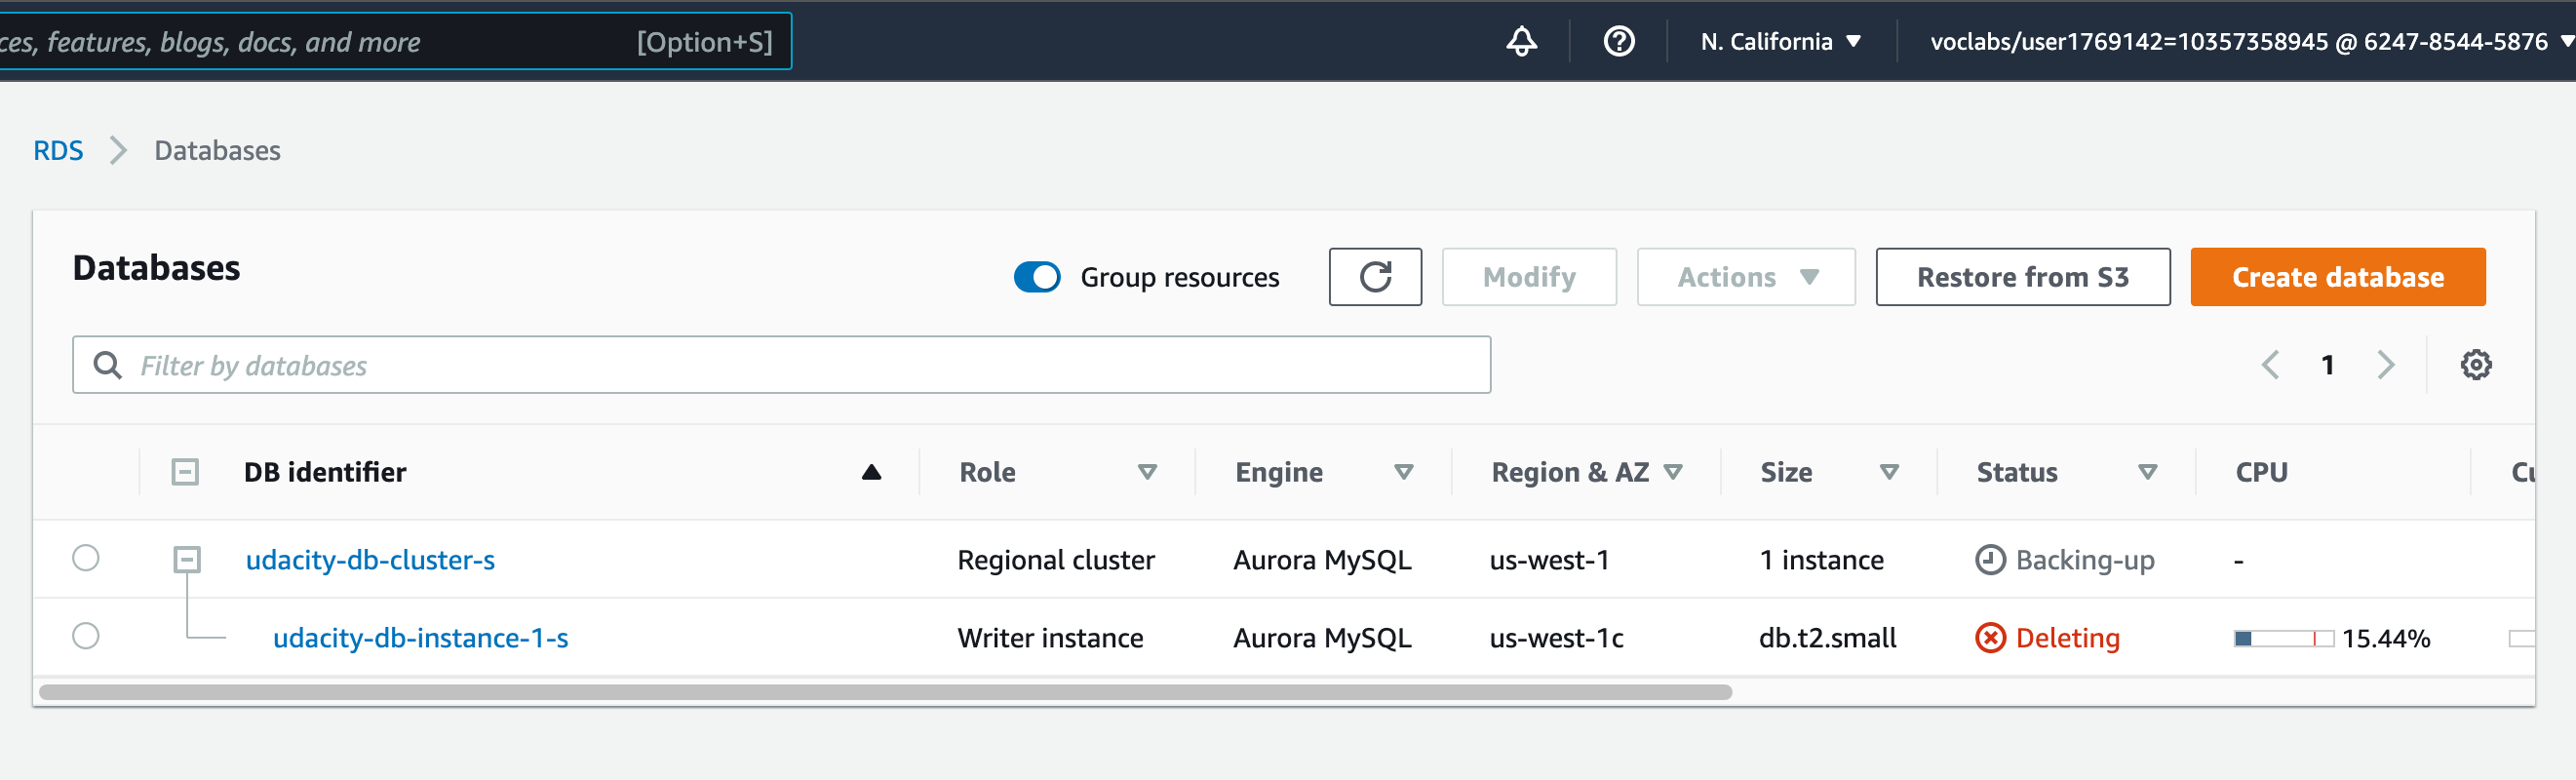 ces, features, blogs, docs, and more [Option+S] N. California voclabs/user1769142=10357358945 @ 6247-8544-5876
RDS Databases
Databases Group resources Modify Actions Restore from S3 Create database
Filter by databases 1
DB identifier Role Engine Region & AZ Size Status CPU
udacity-db-cluster-s Regional cluster Aurora MySQL us-west-1 1 instance Backing-up -
udacity-db-instance-1-s Writer instance Aurora MySQL us-west-1c db.t2.small Deleting 15.44%